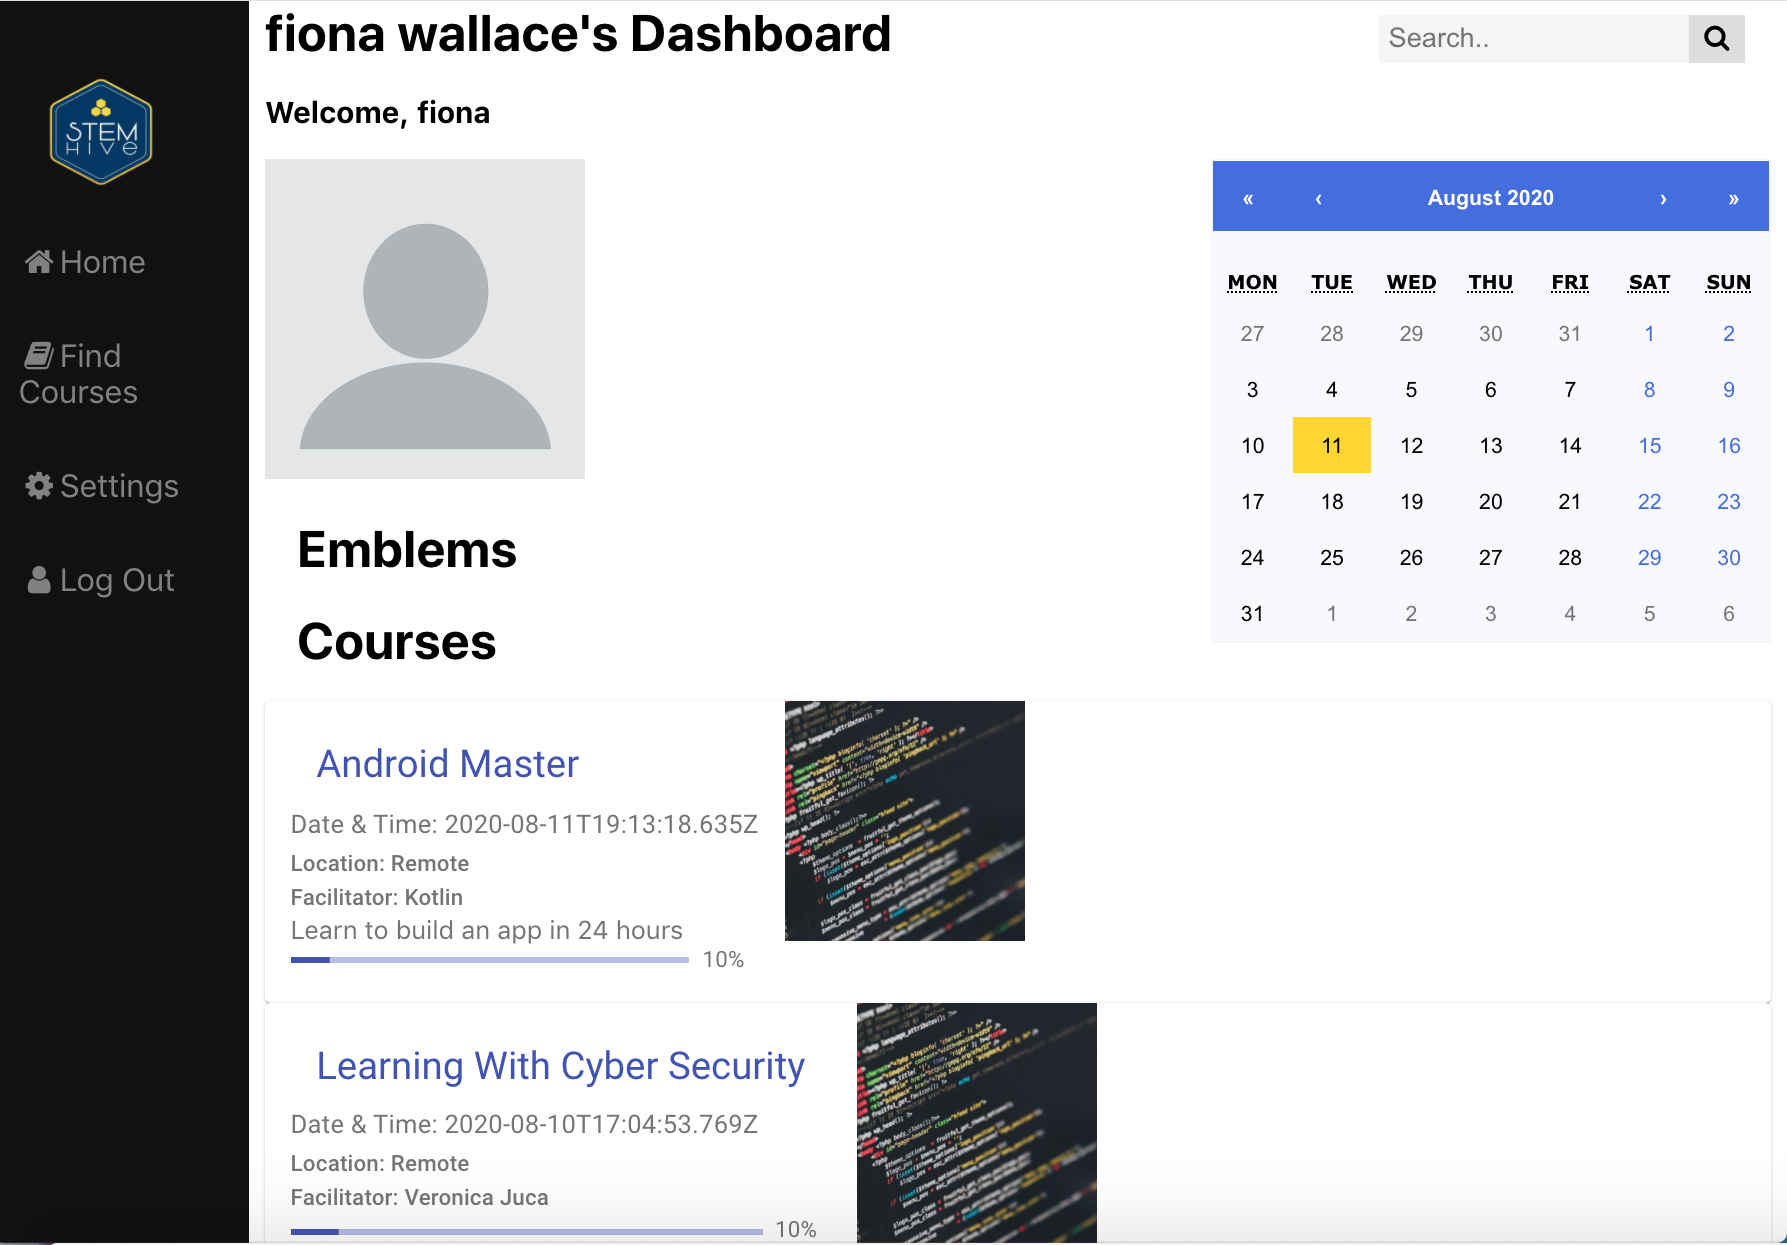 fiona wallace's Dashboard
Search..
STEM
HIVE
Welcome, fiona
Home
Find
Courses
Settings
Log Out
« ‹ August 2020 › »
MON TUE WED THU FRI SAT SUN
27 28 29 30 31 1 2
3 4 5 6 7 8 9
10 11 12 13 14 15 16
17 18 19 20 21 22 23
24 25 26 27 28 29 30
31 1 2 3 4 5 6
Emblems
Courses
Android Master
Date & Time: 2020-08-11T19:13:18.635Z
Location: Remote
Facilitator: Kotlin
Learn to build an app in 24 hours
10%
Learning With Cyber Security
Date & Time: 2020-08-10T17:04:53.769Z
Location: Remote
Facilitator: Veronica Juca
10%